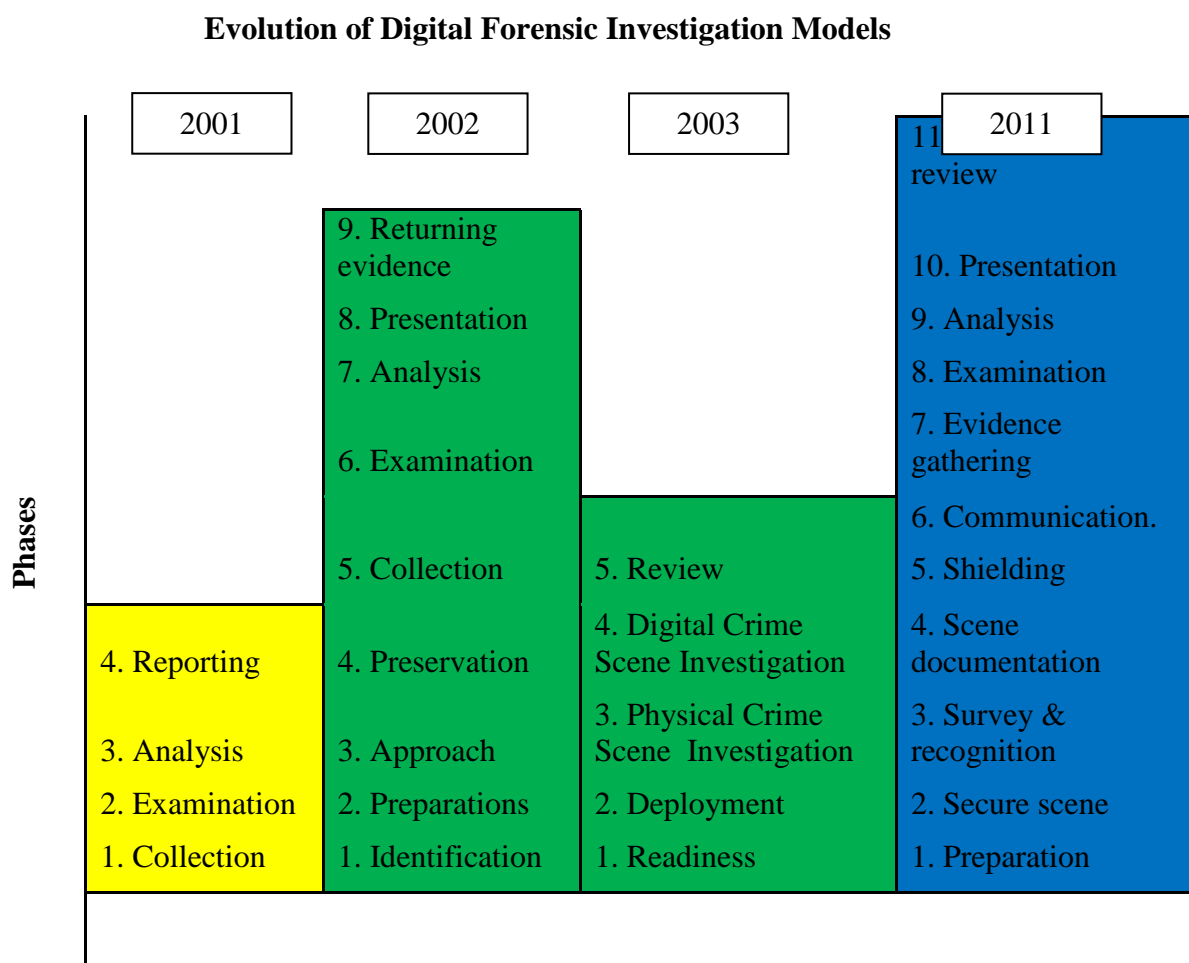 Evolution of Digital Forensic Investigation Models
2001
2002
2003
2011
Phases
4. Reporting
3. Analysis
2. Examination
1. Collection
9. Returning
evidence
8. Presentation
7. Analysis
6. Examination
5. Collection
4. Preservation
3. Approach
2. Preparations
1. Identification
5. Review
4. Digital Crime
Scene Investigation
3. Physical Crime
Scene Investigation
2. Deployment
1. Readiness
11
review
10. Presentation
9. Analysis
8. Examination
7. Evidence
gathering
6. Communication.
5. Shielding
4. Scene
documentation
3. Survey &
recognition
2. Secure scene
1. Preparation